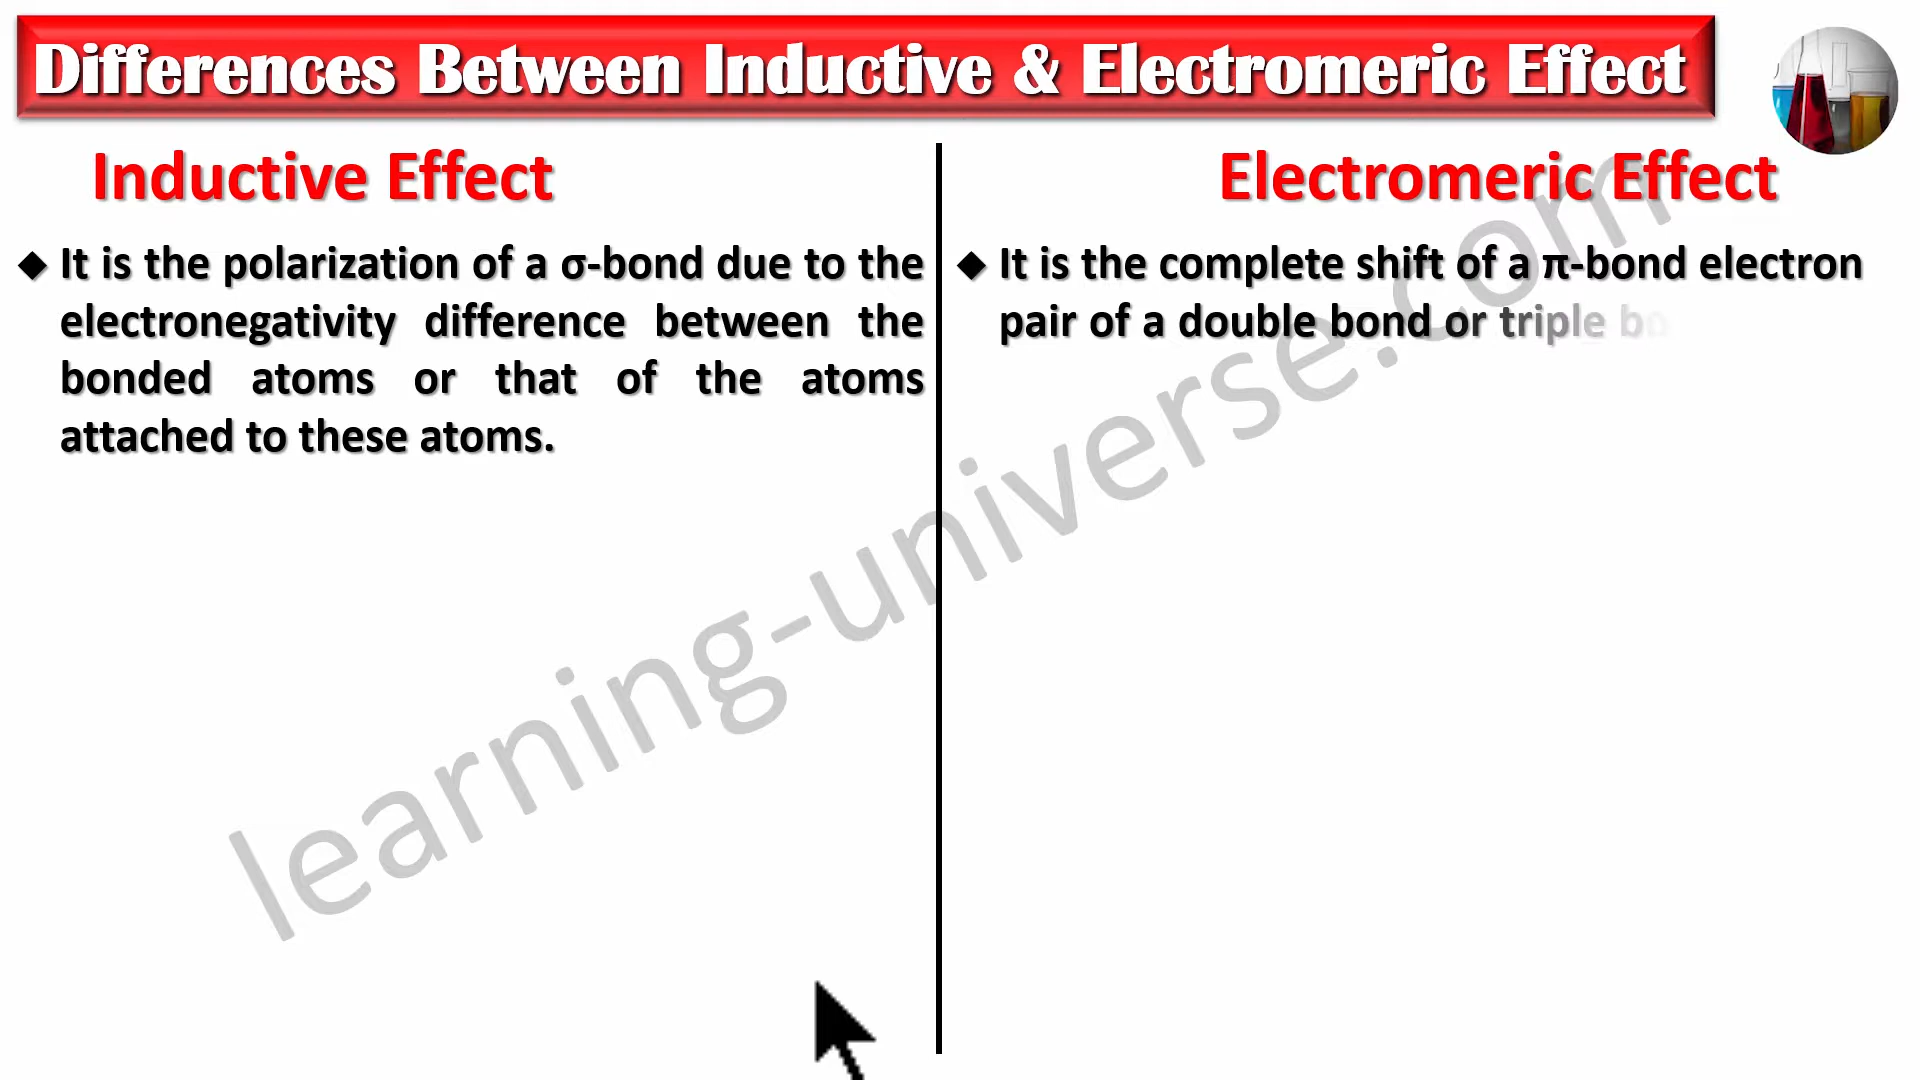 Differences Between Inductive & Electromeric Effect
Inductive Effect
◆ It is the polarization of a σ-bond due to the
electronegativity difference between the
bonded atoms or that of the atoms
attached to these atoms.
Electromeric Effect
◆ It is the complete shift of a π-bond electron
pair of a double bond or triple
learning-universe.com